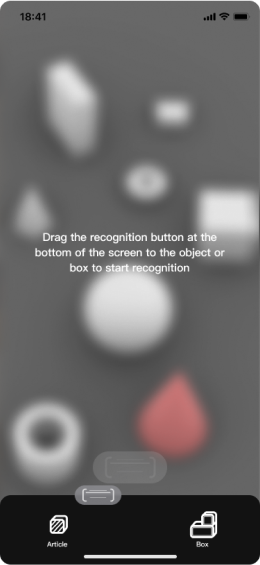 18:41
Drag the recognition button at the
bottom of the screen to the object or
box to start recognition
Article
Box